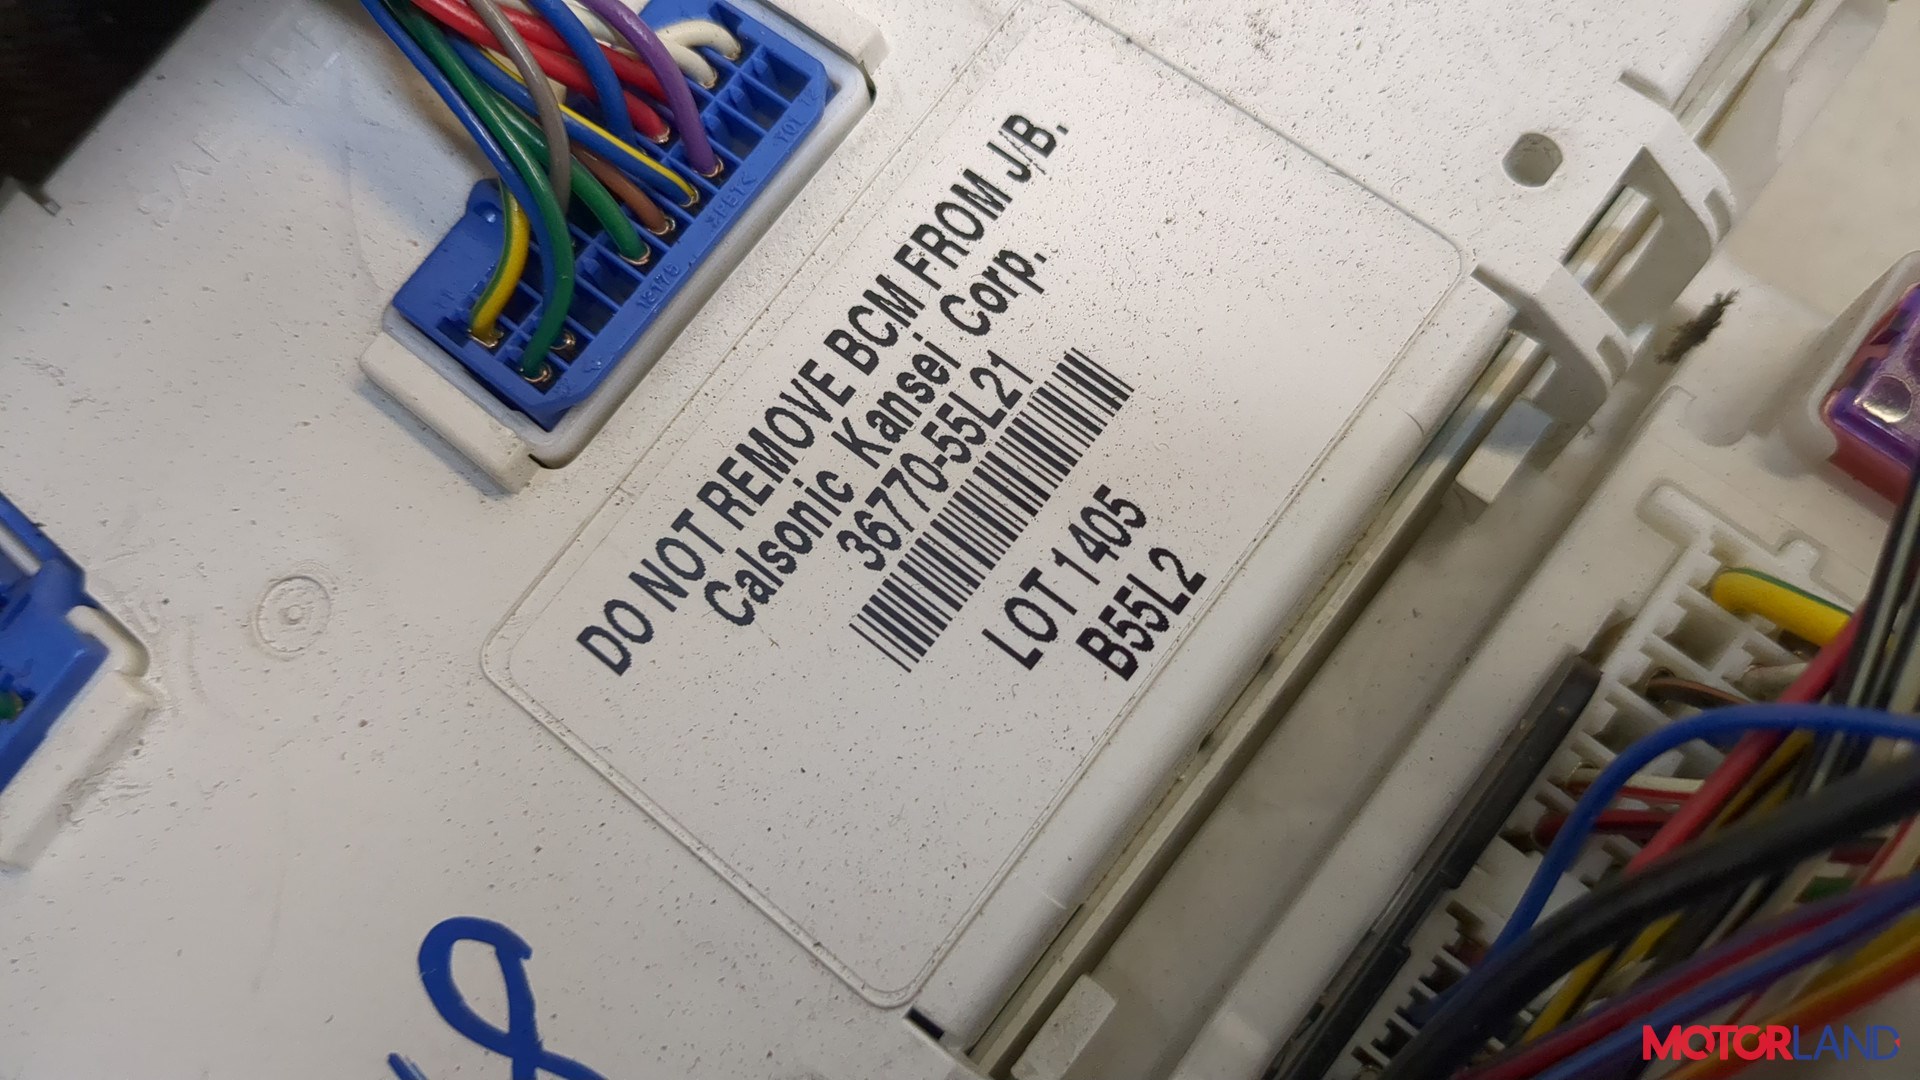 DO NOT REMOVE BCM FROM J/B.
Calsonic Kansei Corp.
36770-55L21
LOT 1405
B55L2
MOTORLAND